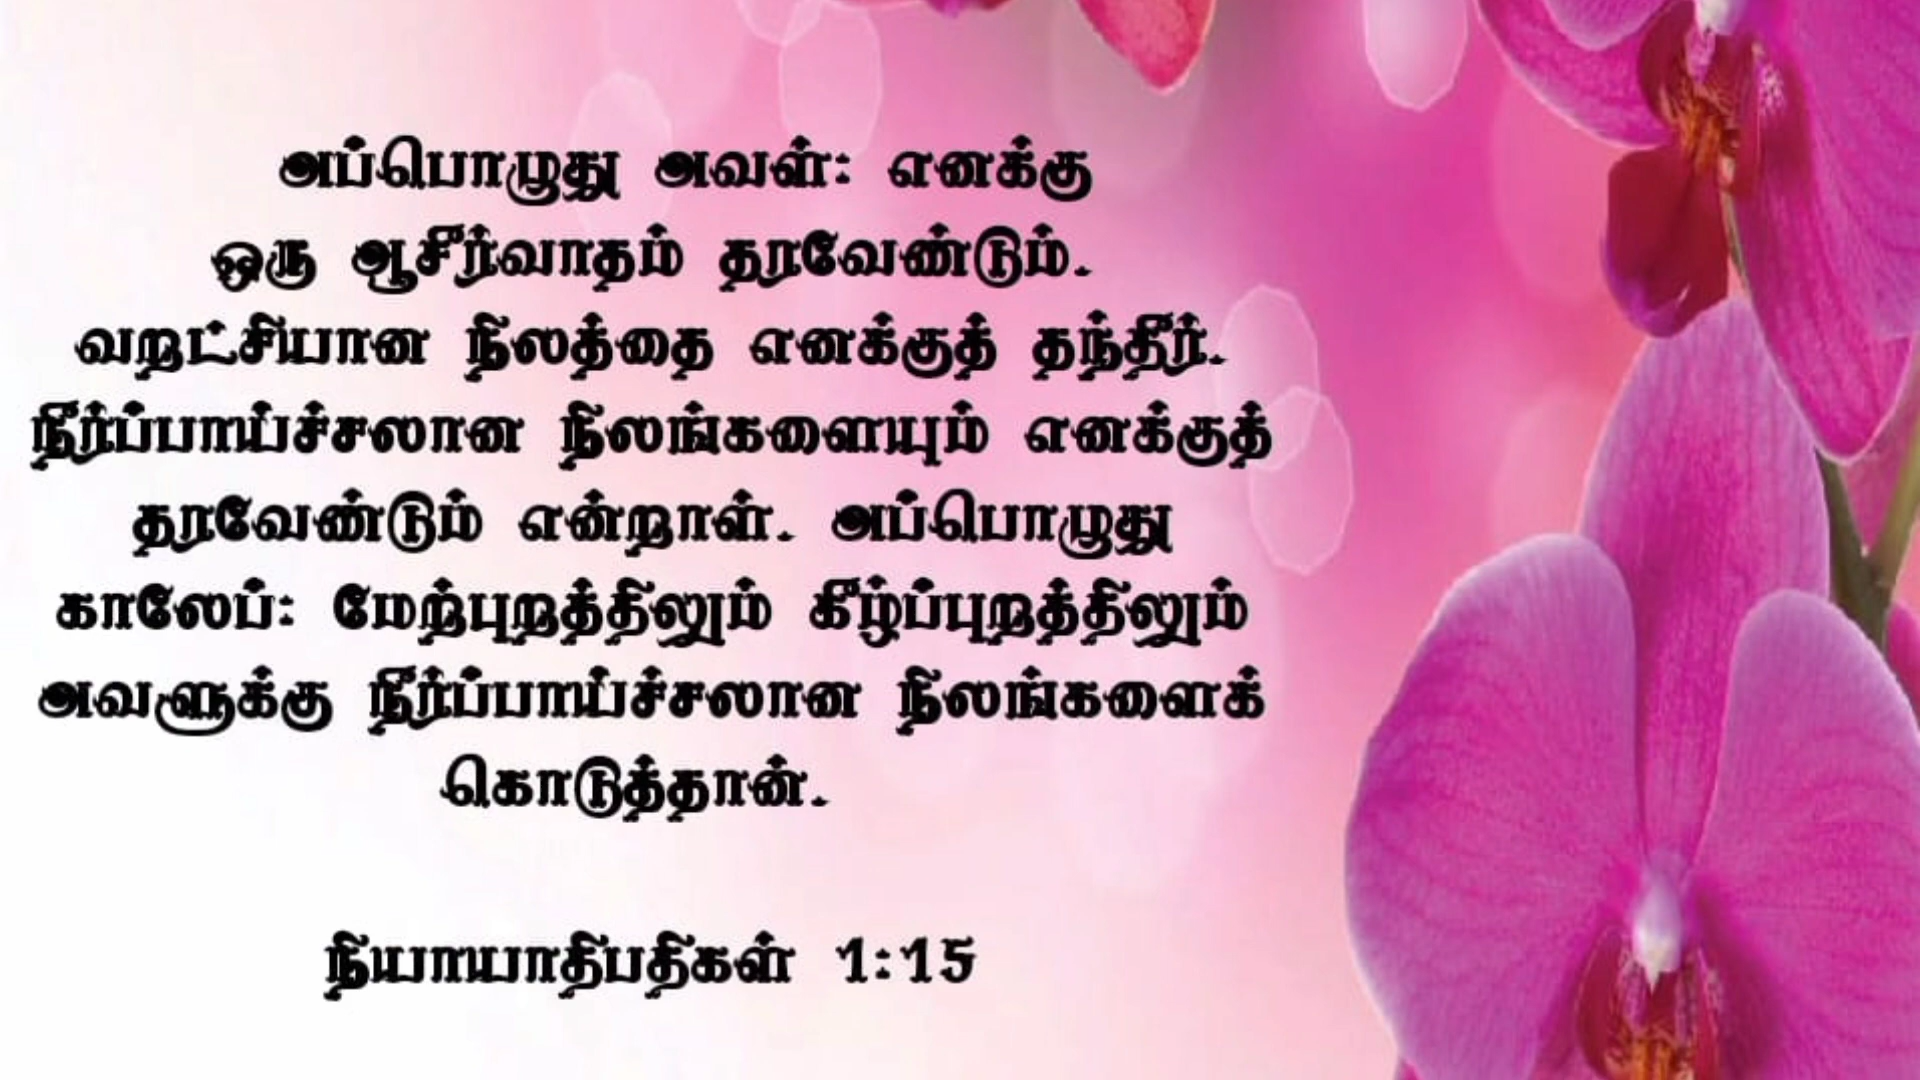 அப்பொழுது அவள்: எனக்கு
ஒரு ஆசீர்வாதம் தரவேண்டும்.
வறட்சியான நிலத்தை எனக்குத் தந்தீர்.
நீர்ப்பாய்ச்சலான நிலங்களையும் எனக்குத்
தரவேண்டும் என்றாள். அப்பொழுது
காலேப்: மேற்புறத்திலும் கீழ்ப்புறத்திலும்
அவளுக்கு நீர்ப்பாய்ச்சலான நிலங்களைக்
கொடுத்தான்.
நியாயாதிபதிகள் 1:15